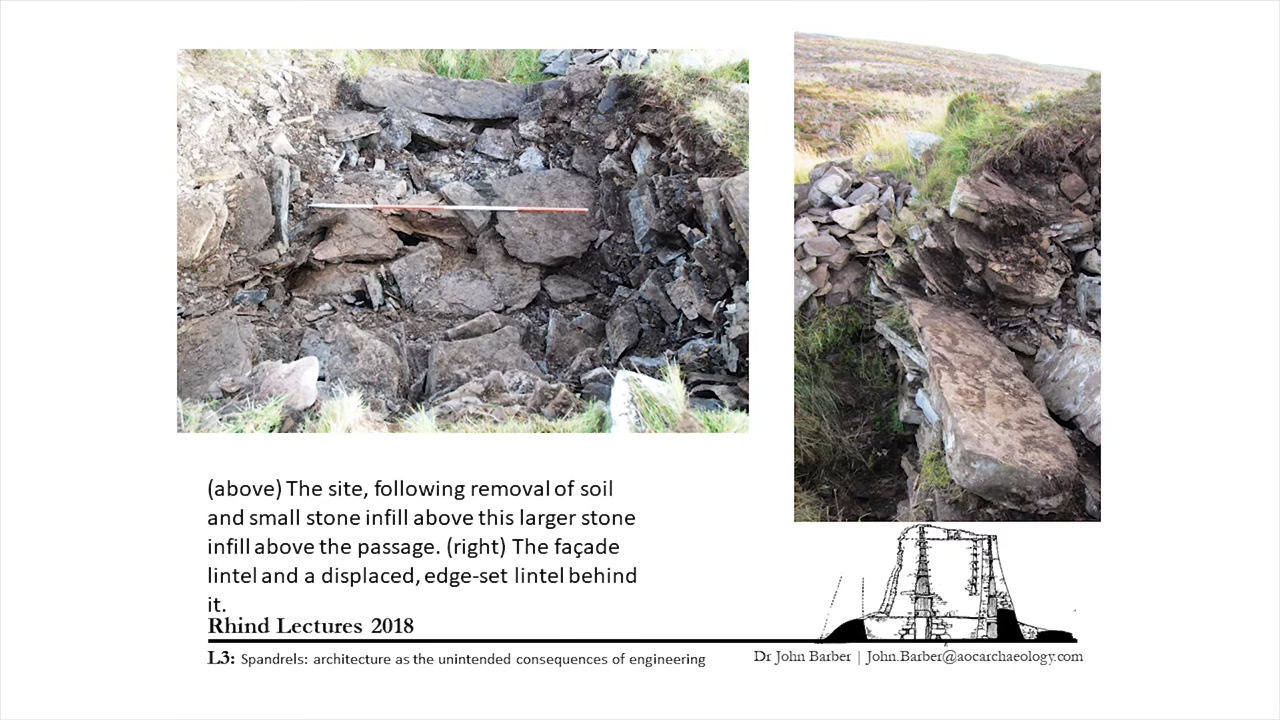 (above) The site, following removal of soil
and small stone infill above this larger stone
infill above the passage. (right) The façade
lintel and a displaced, edge-set lintel behind
it.
Rhind Lectures 2018
L3: Spandrels: architecture as the unintended consequences of engineering
Dr John Barber | John.Barber@aocarchaeology.com